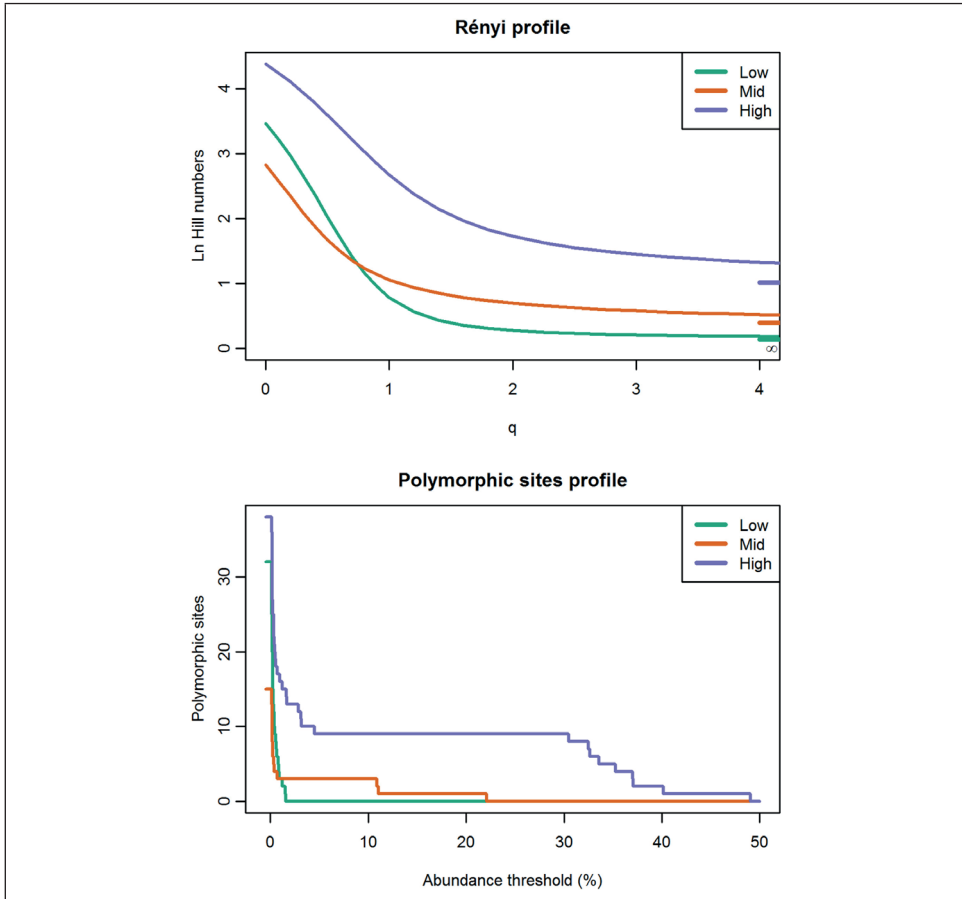 Rényi profile
Ln Hill numbers
4
3
2
1
0
Low
Mid
High
∞
0 1 2 3 4
q
Polymorphic sites profile
Polymorphic sites
30
20
10
0
Low
Mid
High
0 10 20 30 40 50
Abundance threshold (%)